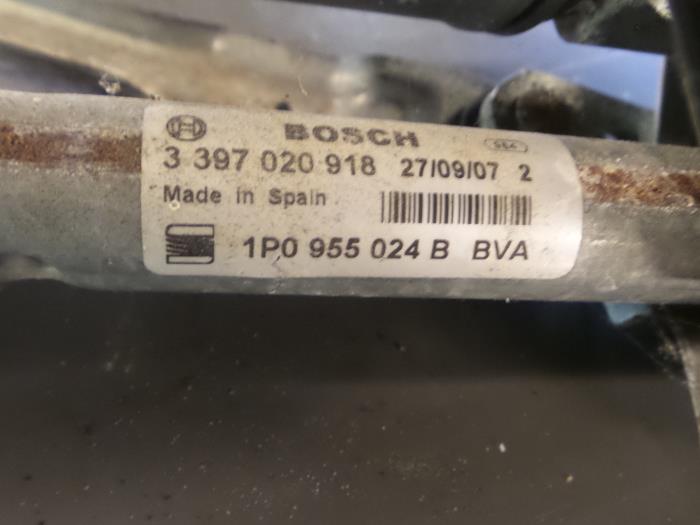 BOSCH
3 397 020 918 27/09/07 2
Made in Spain
1P0 955 024 B BVA